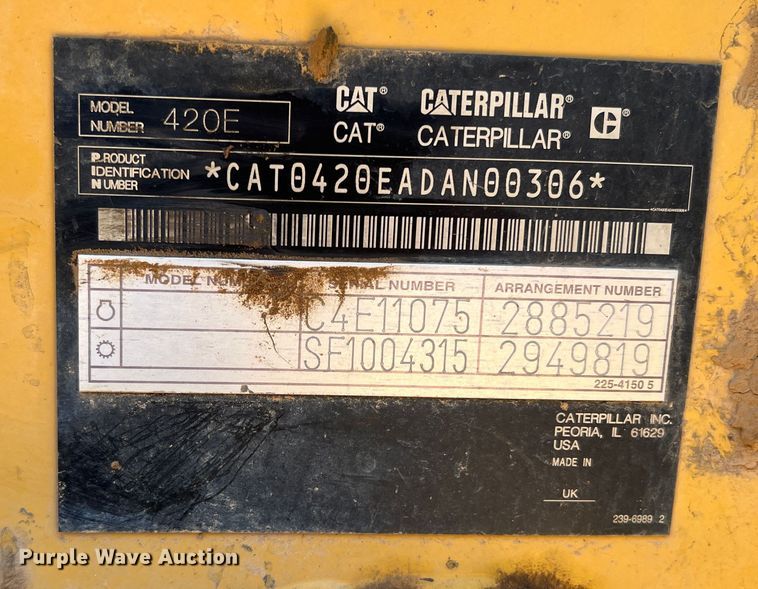 MODEL NUMBER 420E
CAT® CATERPILLAR®
CAT® CATERPILLAR®
PRODUCT
IDENTIFICATION
NUMBER
*CAT0420EADAN00306*
MODEL SERIAL NUMBER ARRANGEMENT NUMBER
C4E11075 2885219
SF1004315 2949819
225-4150 5
CATERPILLAR INC.
PEORIA, IL 61629
USA
MADE IN
UK
239-6989 2
Purple Wave Auction